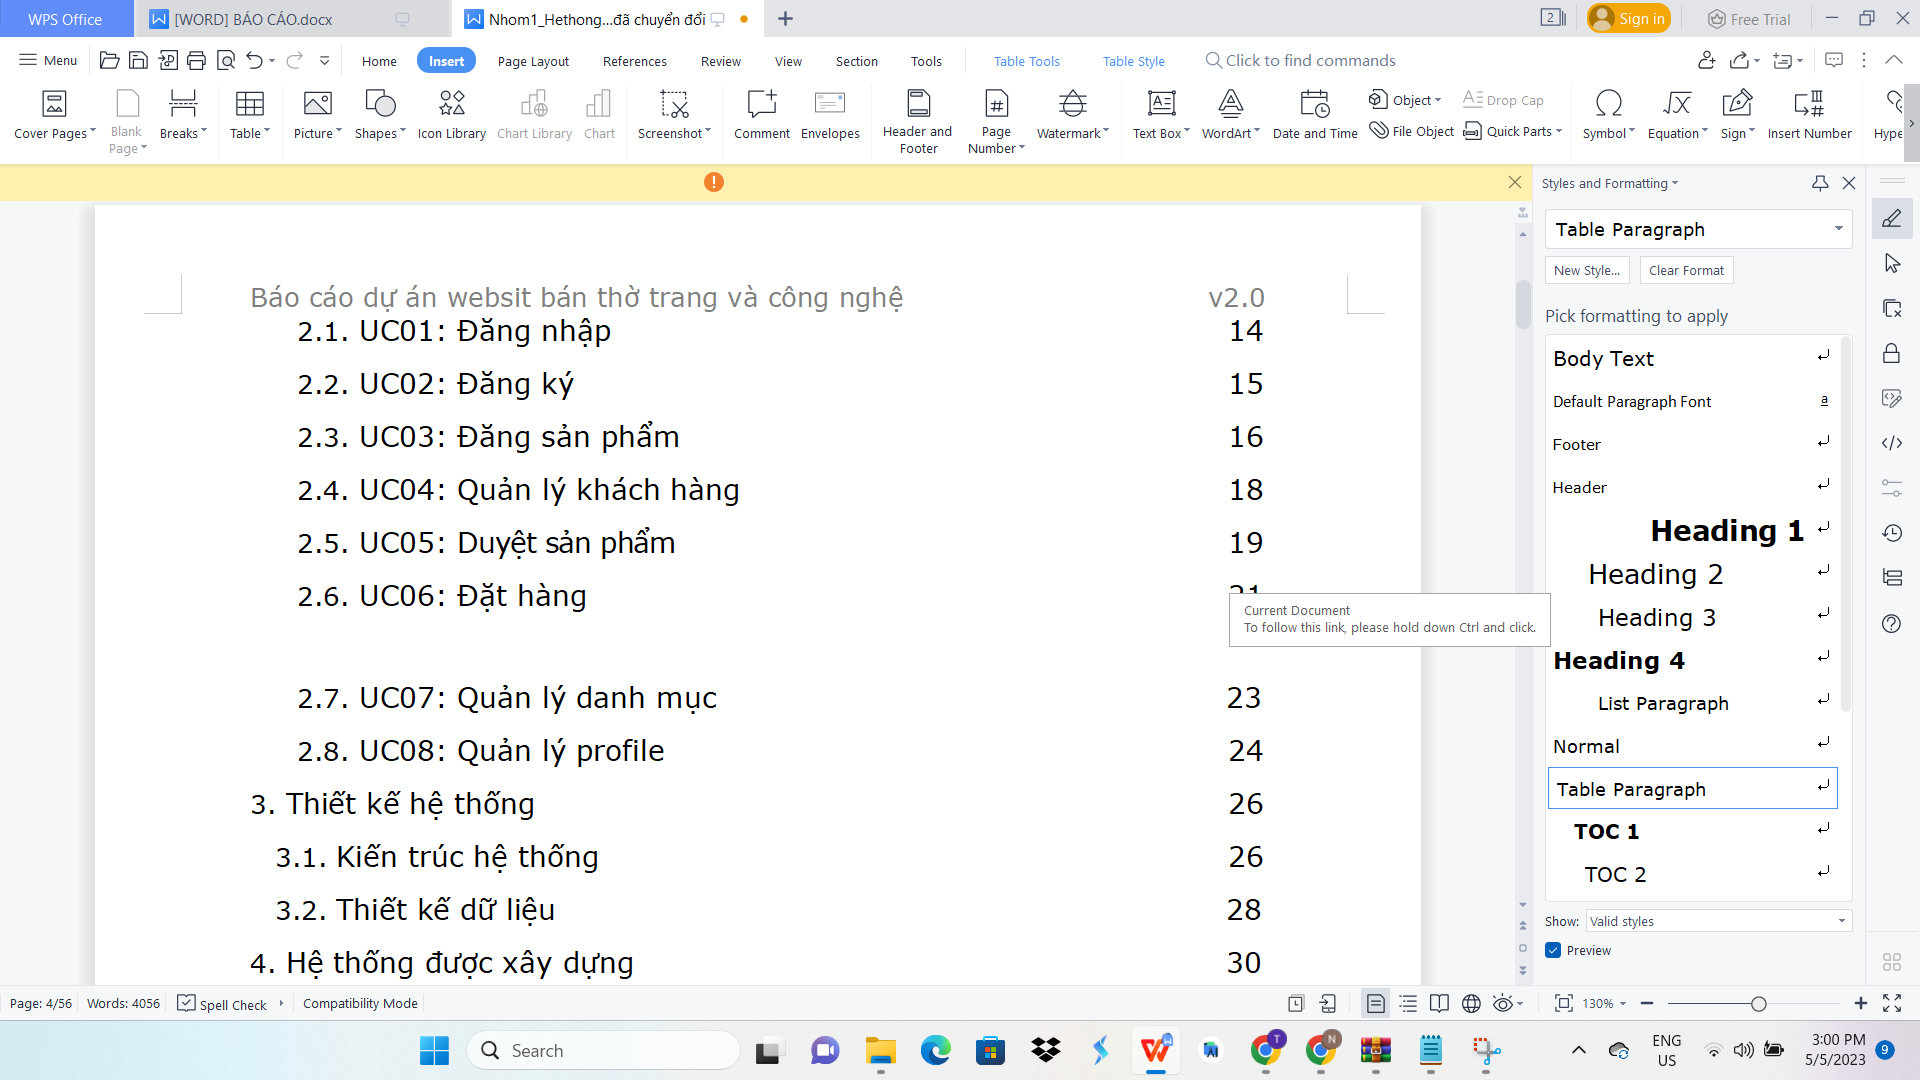 WPS Office
[WORD] BÁO CÁO.docx
Nhom1_Hethong...đã chuyển đổi
2
Sign in
Free Trial
Menu
Home
Insert
Page Layout
References
Review
View
Section
Tools
Table Tools
Table Style
Click to find commands
Cover Pages
Blank Page
Breaks
Table
Picture
Shapes
Icon Library
Chart Library
Chart
Screenshot
Comment
Envelopes
Header and Footer
Page Number
Watermark
Text Box
WordArt
Date and Time
Object
File Object
Drop Cap
Quick Parts
Symbol
Equation
Sign
Insert Number
Hype
Báo cáo dự án websit bán thờ trang và công nghệ v2.0
2.1. UC01: Đăng nhập 14
2.2. UC02: Đăng ký 15
2.3. UC03: Đăng sản phẩm 16
2.4. UC04: Quản lý khách hàng 18
2.5. UC05: Duyệt sản phẩm 19
2.6. UC06: Đặt hàng 21
Current Document
To follow this link, please hold down Ctrl and click.
2.7. UC07: Quản lý danh mục 23
2.8. UC08: Quản lý profile 24
3. Thiết kế hệ thống 26
3.1. Kiến trúc hệ thống 26
3.2. Thiết kế dữ liệu 28
4. Hệ thống được xây dựng 30
Styles and Formatting
Table Paragraph
New Style...
Clear Format
Pick formatting to apply
Body Text
Default Paragraph Font a
Footer
Header
Heading 1
Heading 2
Heading 3
Heading 4
List Paragraph
Normal
Table Paragraph
TOC 1
TOC 2
Show: Valid styles
Preview
Page: 4/56
Words: 4056
Spell Check
Compatibility Mode
130%
Search
T
N
ENG
US
3:00 PM
5/5/2023
9